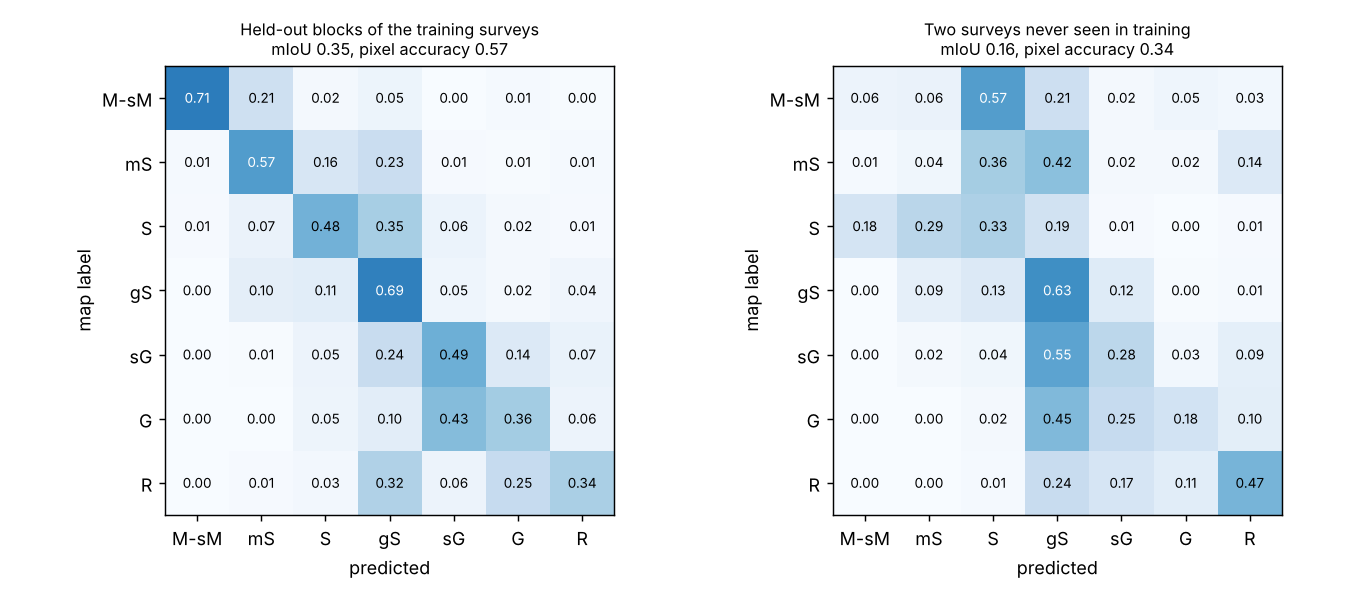 Held-out blocks of the training surveys
mIoU 0.35, pixel accuracy 0.57
map label
M-sM 0.71 0.21 0.02 0.05 0.00 0.01 0.00
mS 0.01 0.57 0.16 0.23 0.01 0.01 0.01
S 0.01 0.07 0.48 0.35 0.06 0.02 0.01
gS 0.00 0.10 0.11 0.69 0.05 0.02 0.04
sG 0.00 0.01 0.05 0.24 0.49 0.14 0.07
G 0.00 0.00 0.05 0.10 0.43 0.36 0.06
R 0.00 0.01 0.03 0.32 0.06 0.25 0.34
M-sM mS S gS sG G R
predicted
Two surveys never seen in training
mIoU 0.16, pixel accuracy 0.34
map label
M-sM 0.06 0.06 0.57 0.21 0.02 0.05 0.03
mS 0.01 0.04 0.36 0.42 0.02 0.02 0.14
S 0.18 0.29 0.33 0.19 0.01 0.00 0.01
gS 0.00 0.09 0.13 0.63 0.12 0.00 0.01
sG 0.00 0.02 0.04 0.55 0.28 0.03 0.09
G 0.00 0.00 0.02 0.45 0.25 0.18 0.10
R 0.00 0.00 0.01 0.24 0.17 0.11 0.47
M-sM mS S gS sG G R
predicted